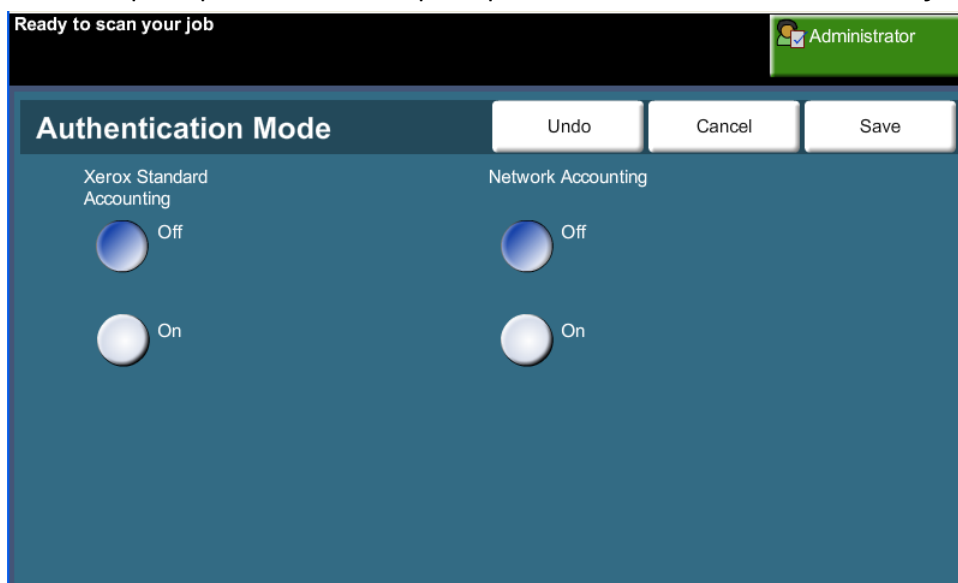 Ready to scan your job
Administrator
Authentication Mode
Undo
Cancel
Save
Xerox Standard
Accounting
Off
On
Network Accounting
Off
On